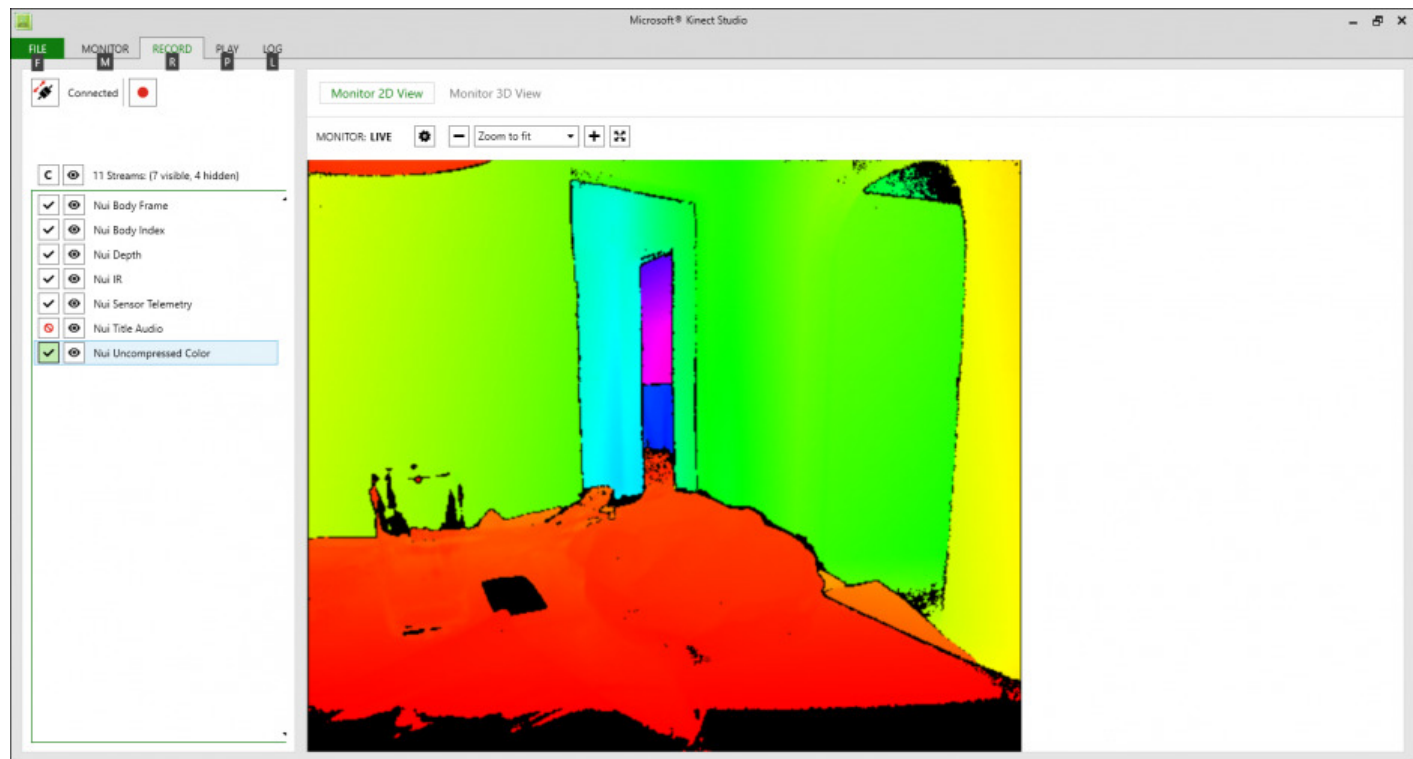 Microsoft® Kinect Studio
FILE MONITOR RECORD PLAY LOG
F M R P L
Connected
Monitor 2D View Monitor 3D View
MONITOR: LIVE Zoom to fit
C 11 Streams: (7 visible, 4 hidden)
Nui Body Frame
Nui Body Index
Nui Depth
Nui IR
Nui Sensor Telemetry
Nui Title Audio
Nui Uncompressed Color